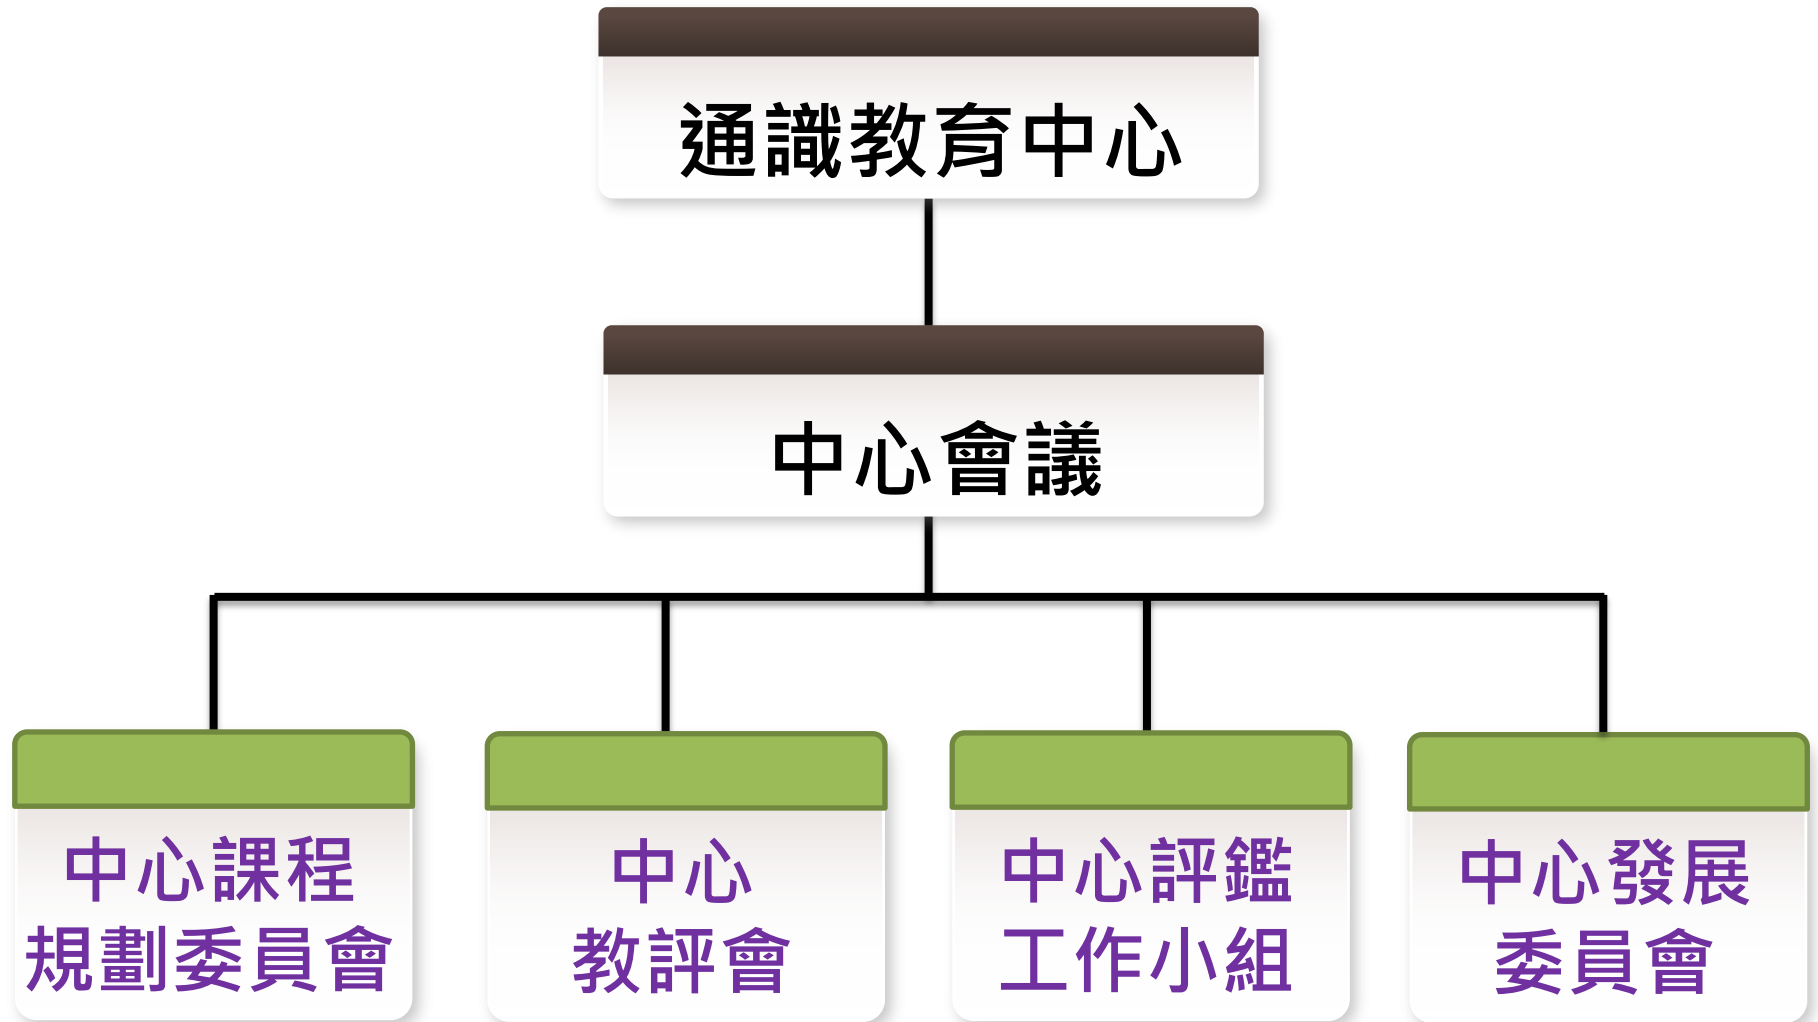 通識教育中心
中心會議
中心課程
規劃委員會
中心
教評會
中心評鑑
工作小組
中心發展
委員會